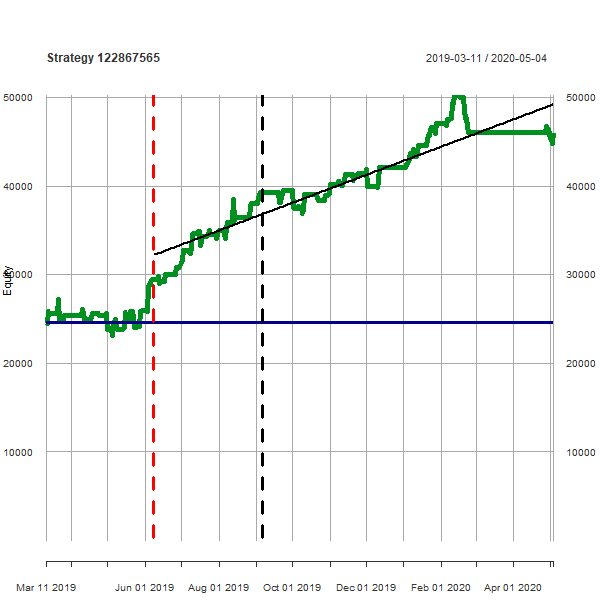 Strategy 122867565
2019-03-11 / 2020-05-04
50000 50000
40000 40000
30000 30000
Equity
20000 20000
10000 10000
Mar 11 2019 Jun 01 2019 Aug 01 2019 Oct 01 2019 Dec 01 2019 Feb 01 2020 Apr 01 2020